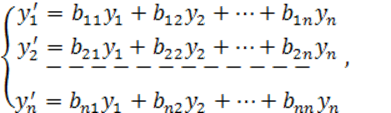 y₁′ = b₁₁y₁ + b₁₂y₂ + ⋯ + b₁ₙyₙ
y₂′ = b₂₁y₁ + b₂₂y₂ + ⋯ + b₂ₙyₙ
− − − − − − − − − − − − ,
yₙ′ = bₙ₁y₁ + bₙ₂y₂ + ⋯ + bₙₙyₙ